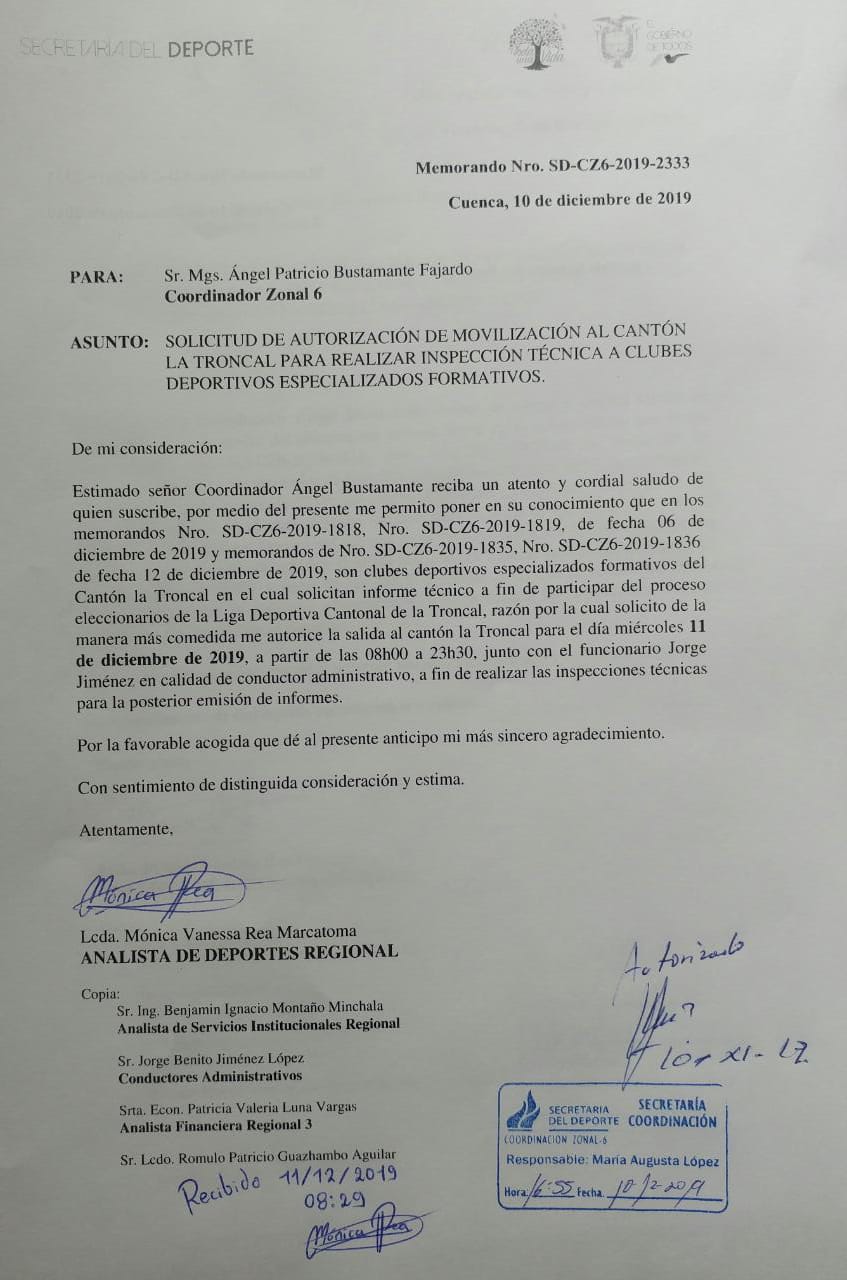 SECRETARÍA DEL DEPORTE
EL
GOBIERNO
DE TODOS
Memorando Nro. SD-CZ6-2019-2333
Cuenca, 10 de diciembre de 2019
PARA: Sr. Mgs. Ángel Patricio Bustamante Fajardo
Coordinador Zonal 6
ASUNTO: SOLICITUD DE AUTORIZACIÓN DE MOVILIZACIÓN AL CANTÓN
LA TRONCAL PARA REALIZAR INSPECCIÓN TÉCNICA A CLUBES
DEPORTIVOS ESPECIALIZADOS FORMATIVOS.
De mi consideración:
Estimado señor Coordinador Ángel Bustamante reciba un atento y cordial saludo de
quien suscribe, por medio del presente me permito poner en su conocimiento que en los
memorandos Nro. SD-CZ6-2019-1818, Nro. SD-CZ6-2019-1819, de fecha 06 de
diciembre de 2019 y memorandos de Nro. SD-CZ6-2019-1835, Nro. SD-CZ6-2019-1836
de fecha 12 de diciembre de 2019, son clubes deportivos especializados formativos del
Cantón la Troncal en el cual solicitan informe técnico a fin de participar del proceso
eleccionarios de la Liga Deportiva Cantonal de la Troncal, razón por la cual solicito de la
manera más comedida me autorice la salida al cantón la Troncal para el día miércoles 11
de diciembre de 2019, a partir de las 08h00 a 23h30, junto con el funcionario Jorge
Jiménez en calidad de conductor administrativo, a fin de realizar las inspecciones técnicas
para la posterior emisión de informes.
Por la favorable acogida que dé al presente anticipo mi más sincero agradecimiento.
Con sentimiento de distinguida consideración y estima.
Atentamente,
Mónica Rea
Lcda. Mónica Vanessa Rea Marcatoma
ANALISTA DE DEPORTES REGIONAL
Copia:
Sr. Ing. Benjamin Ignacio Montaño Minchala
Analista de Servicios Institucionales Regional
Sr. Jorge Benito Jiménez López
Conductores Administrativos
Srta. Econ. Patricia Valeria Luna Vargas
Analista Financiera Regional 3
Sr. Lcdo. Romulo Patricio Guazhambo Aguilar
Recibido 11/12/2019
08:29
Mónica Rea
Autorizado
SECRETARIA
DEL DEPORTE
SECRETARÍA
COORDINACIÓN
COORDINACIÓN ZONAL-6
Responsable: María Augusta López
Hora: 16:55 Fecha. 10/12-2019